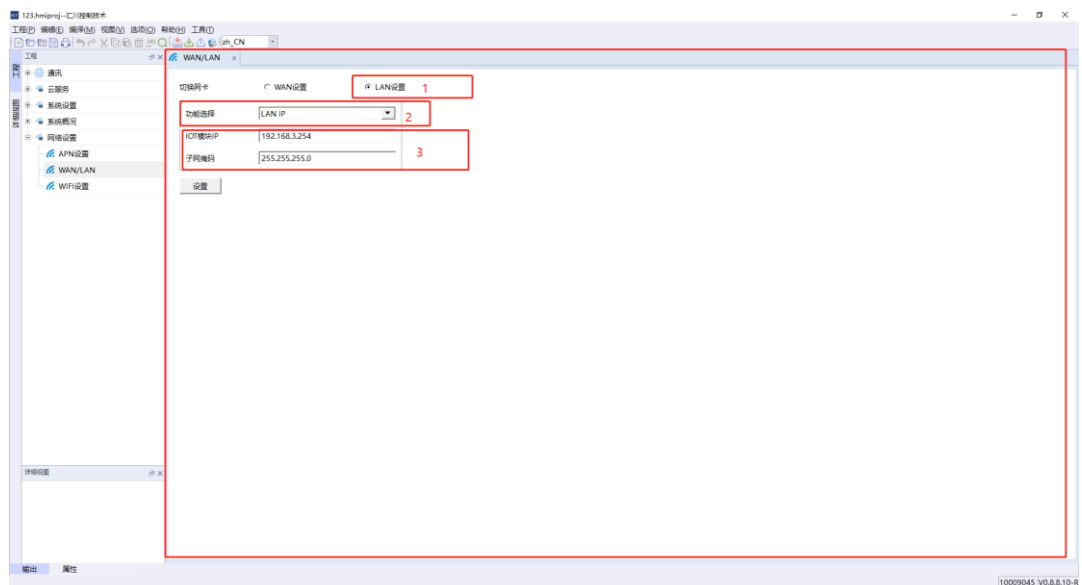 123.hmiproj--汇川控制技术
工程(P) 编辑(E) 编译(M) 视图(V) 选项(O) 帮助(H) 工具(T)
zh_CN
工程
WAN/LAN
通讯
云服务
系统设置
系统概况
网络设置
APN设置
WAN/LAN
WIFI设置
切换网卡 WAN设置 LAN设置 1
功能选择 LAN IP 2
IOT模块IP 192.168.3.254
子网掩码 255.255.255.0 3
设置
详细视图
输出 属性
10009045 V0.8.8.10-R